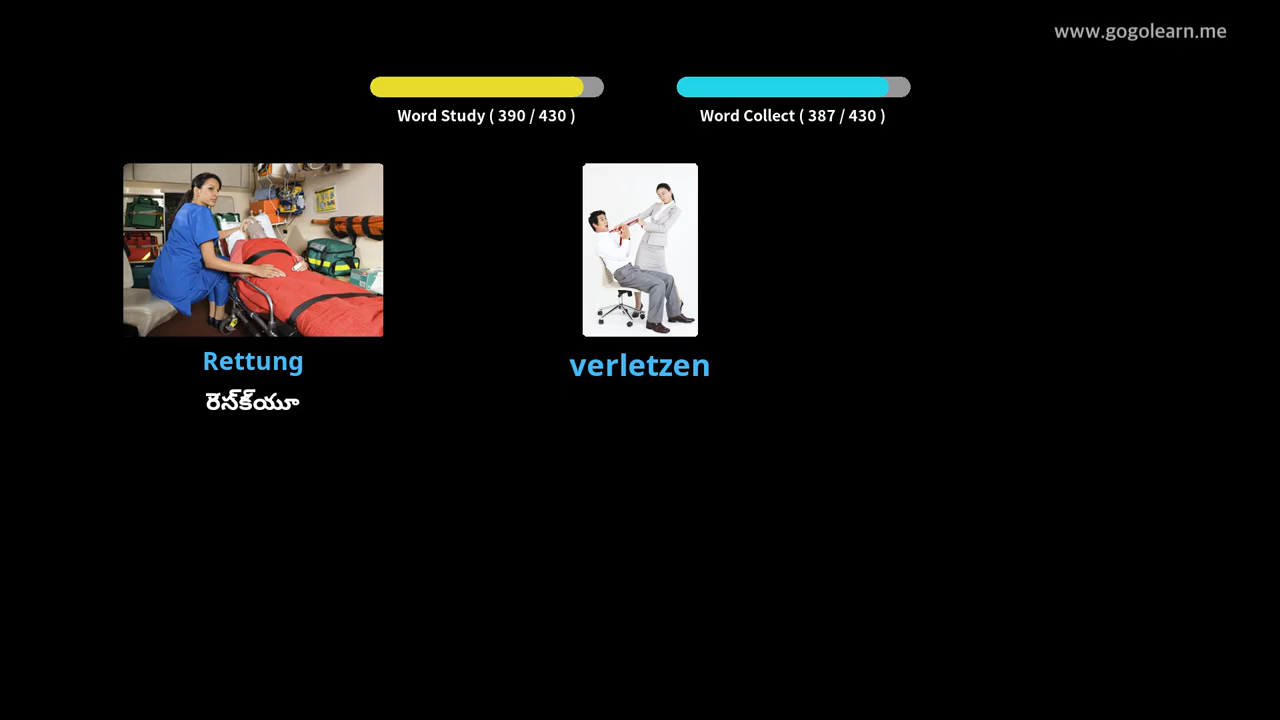 www.gogolearn.me
Word Study ( 390 / 430 )
Word Collect ( 387 / 430 )
Rettung
verletzen
రెస్‌క్‌యూ